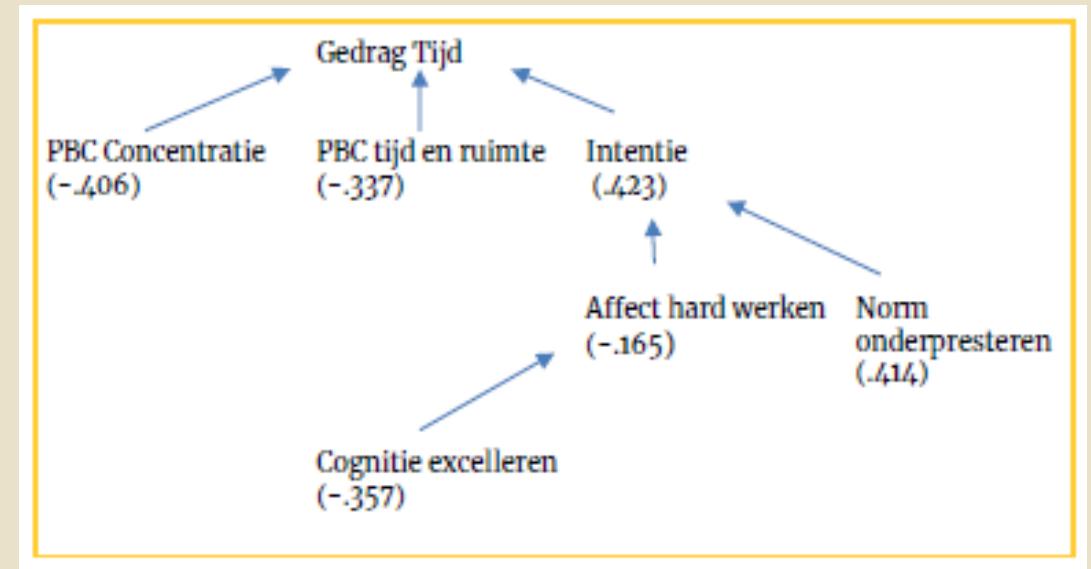 Gedrag Tijd
PBC Concentratie
(-.406)
PBC tijd en ruimte
(-.337)
Intentie
(.423)
Affect hard werken
(-.165)
Norm
onderpresteren
(.414)
Cognitie excelleren
(-.357)